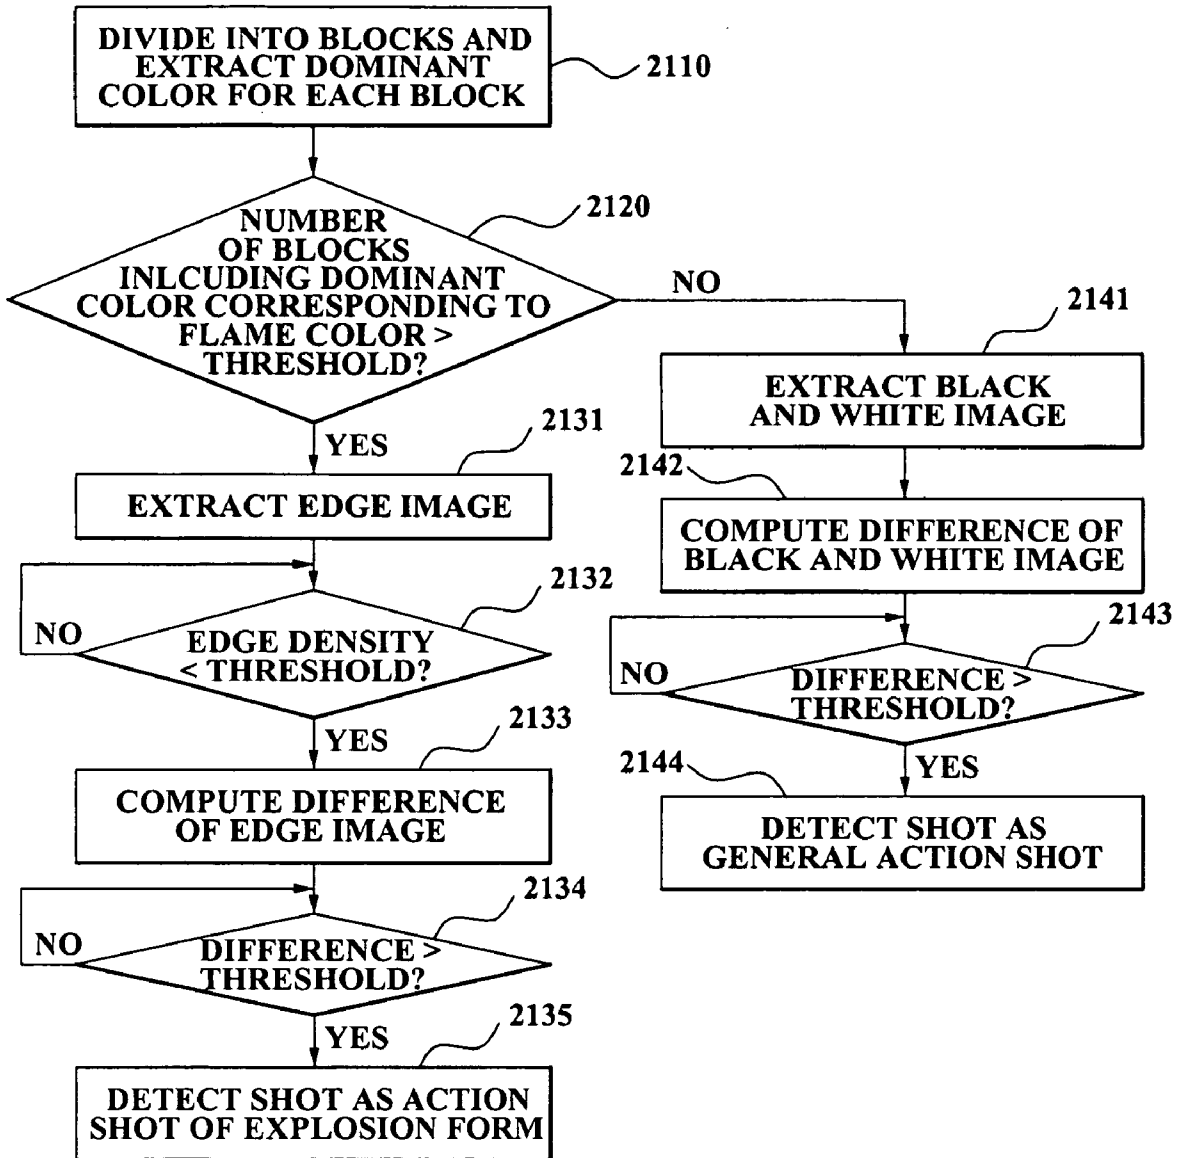 DIVIDE INTO BLOCKS AND
EXTRACT DOMINANT
COLOR FOR EACH BLOCK
2110
NUMBER
OF BLOCKS
INLCUDING DOMINANT
COLOR CORRESPONDING TO
FLAME COLOR >
THRESHOLD?
2120
NO
YES
2131
EXTRACT EDGE IMAGE
2132
EDGE DENSITY
< THRESHOLD?
NO
YES
2133
COMPUTE DIFFERENCE
OF EDGE IMAGE
2134
DIFFERENCE >
THRESHOLD?
NO
YES
2135
DETECT SHOT AS ACTION
SHOT OF EXPLOSION FORM
2141
EXTRACT BLACK
AND WHITE IMAGE
2142
COMPUTE DIFFERENCE OF
BLACK AND WHITE IMAGE
2143
DIFFERENCE >
THRESHOLD?
NO
YES
2144
DETECT SHOT AS
GENERAL ACTION SHOT